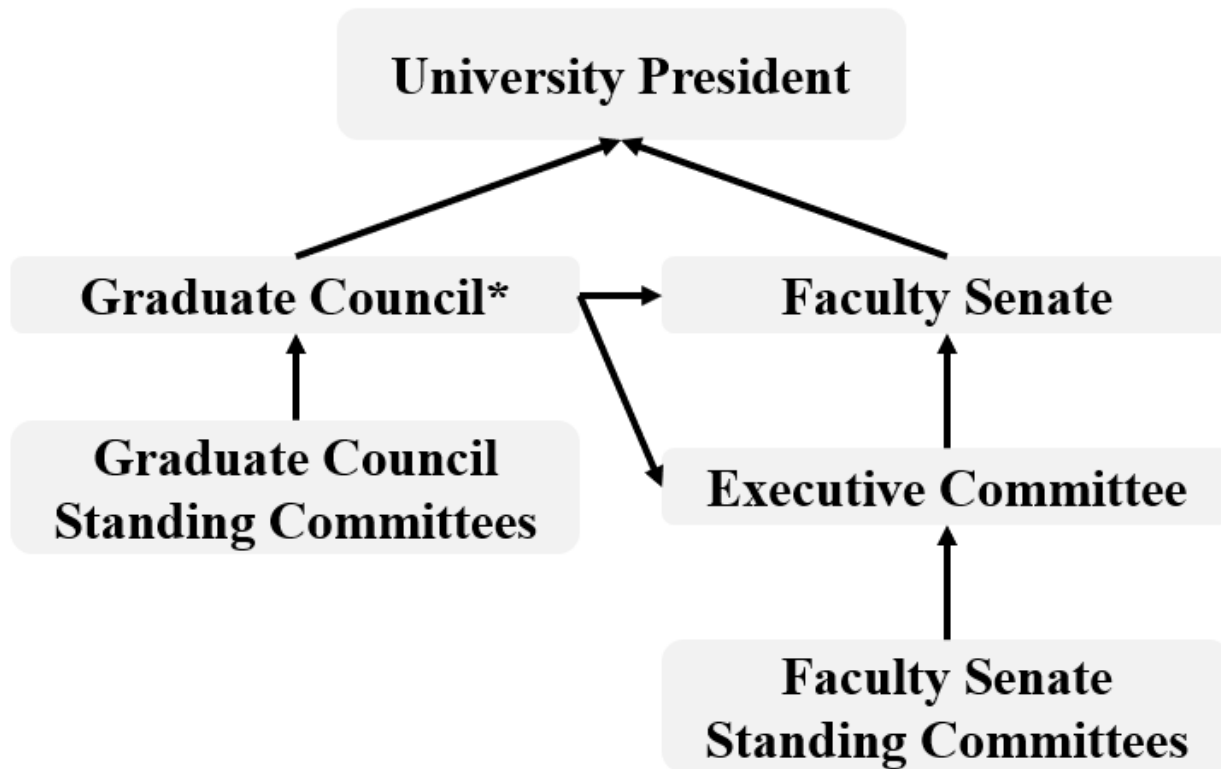 University President
Graduate Council*
Faculty Senate
Graduate Council
Standing Committees
Executive Committee
Faculty Senate
Standing Committees